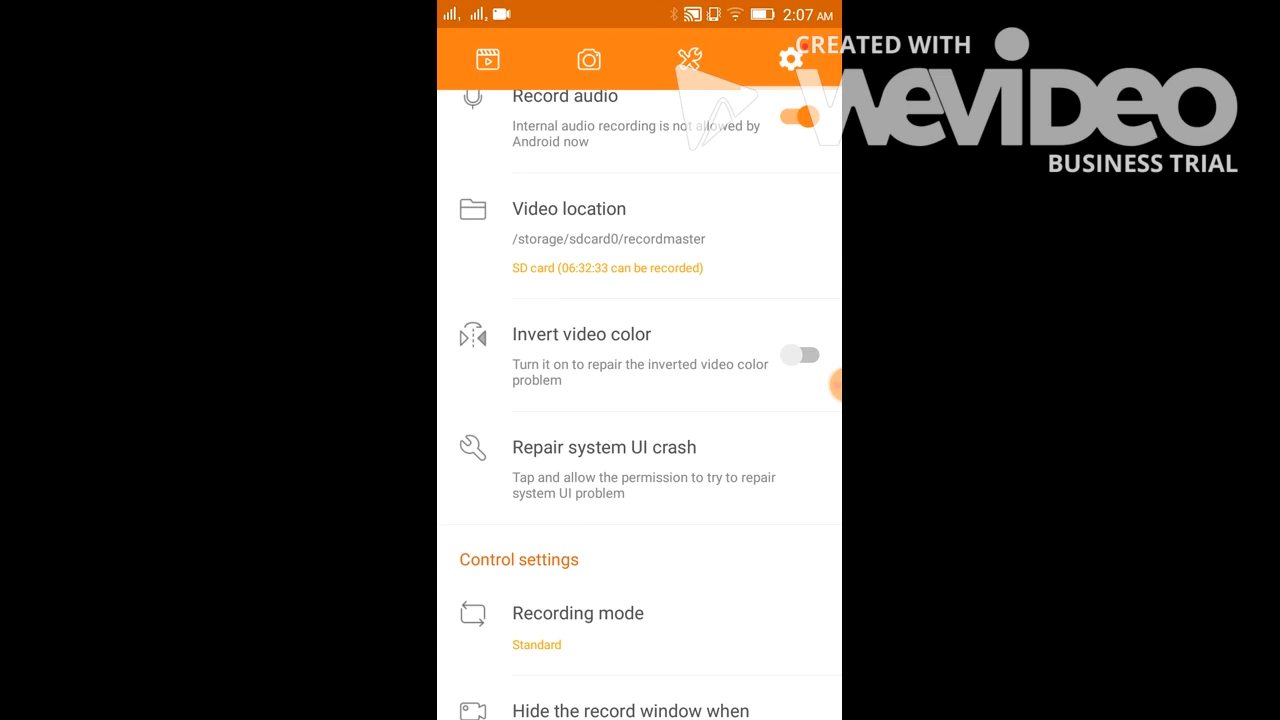 2:07 AM
CREATED WITH
WEVIDEO
BUSINESS TRIAL
Record audio
Internal audio recording is not allowed by
Android now
Video location
/storage/sdcard0/recordmaster
SD card (06:32:33 can be recorded)
Invert video color
Turn it on to repair the inverted video color
problem
Repair system UI crash
Tap and allow the permission to try to repair
system UI problem
Control settings
Recording mode
Standard
Hide the record window when